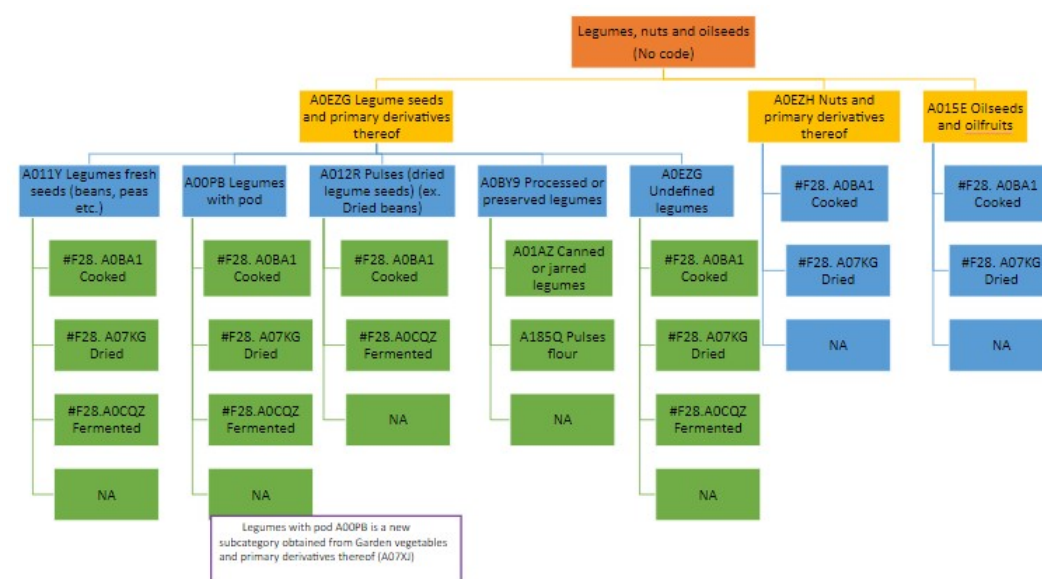 Legumes, nuts and oilseeds
(No code)
A0EZG Legume seeds
and primary derivatives
thereof
A0EZH Nuts and
primary derivatives
thereof
A015E Oilseeds
and oilfruits
A011Y Legumes fresh
seeds (beans, peas
etc.)
A00PB Legumes
with pod
A012R Pulses (dried
legume seeds) (ex.
Dried beans)
A0BY9 Processed or
preserved legumes
A0EZG
Undefined
legumes
#F28. A0BA1
Cooked
#F28. A07KG
Dried
NA
#F28. A0BA1
Cooked
#F28. A07KG
Dried
NA
#F28. A0BA1
Cooked
#F28. A07KG
Dried
#F28.A0CQZ
Fermented
NA
#F28. A0BA1
Cooked
#F28. A07KG
Dried
#F28.A0CQZ
Fermented
NA
#F28. A0BA1
Cooked
#F28.A0CQZ
Fermented
NA
A01AZ Canned
or jarred
legumes
A185Q Pulses
flour
NA
#F28. A0BA1
Cooked
#F28. A07KG
Dried
#F28.A0CQZ
Fermented
NA
Legumes with pod A00PB is a new
subcategory obtained from Garden vegetables
and primary derivatives thereof (A07XJ)